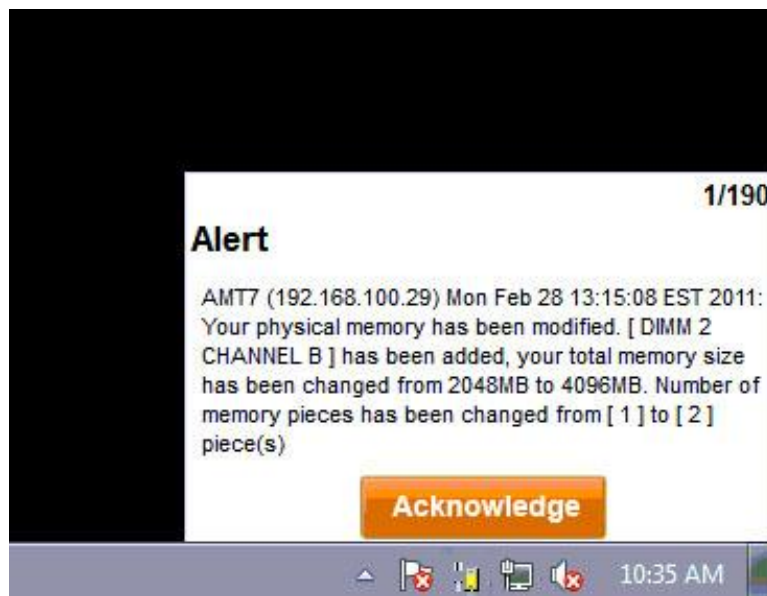 1/190
Alert
AMT7 (192.168.100.29) Mon Feb 28 13:15:08 EST 2011:
Your physical memory has been modified. [ DIMM 2
CHANNEL B ] has been added, your total memory size
has been changed from 2048MB to 4096MB. Number of
memory pieces has been changed from [ 1 ] to [ 2 ]
piece(s)
Acknowledge
10:35 AM